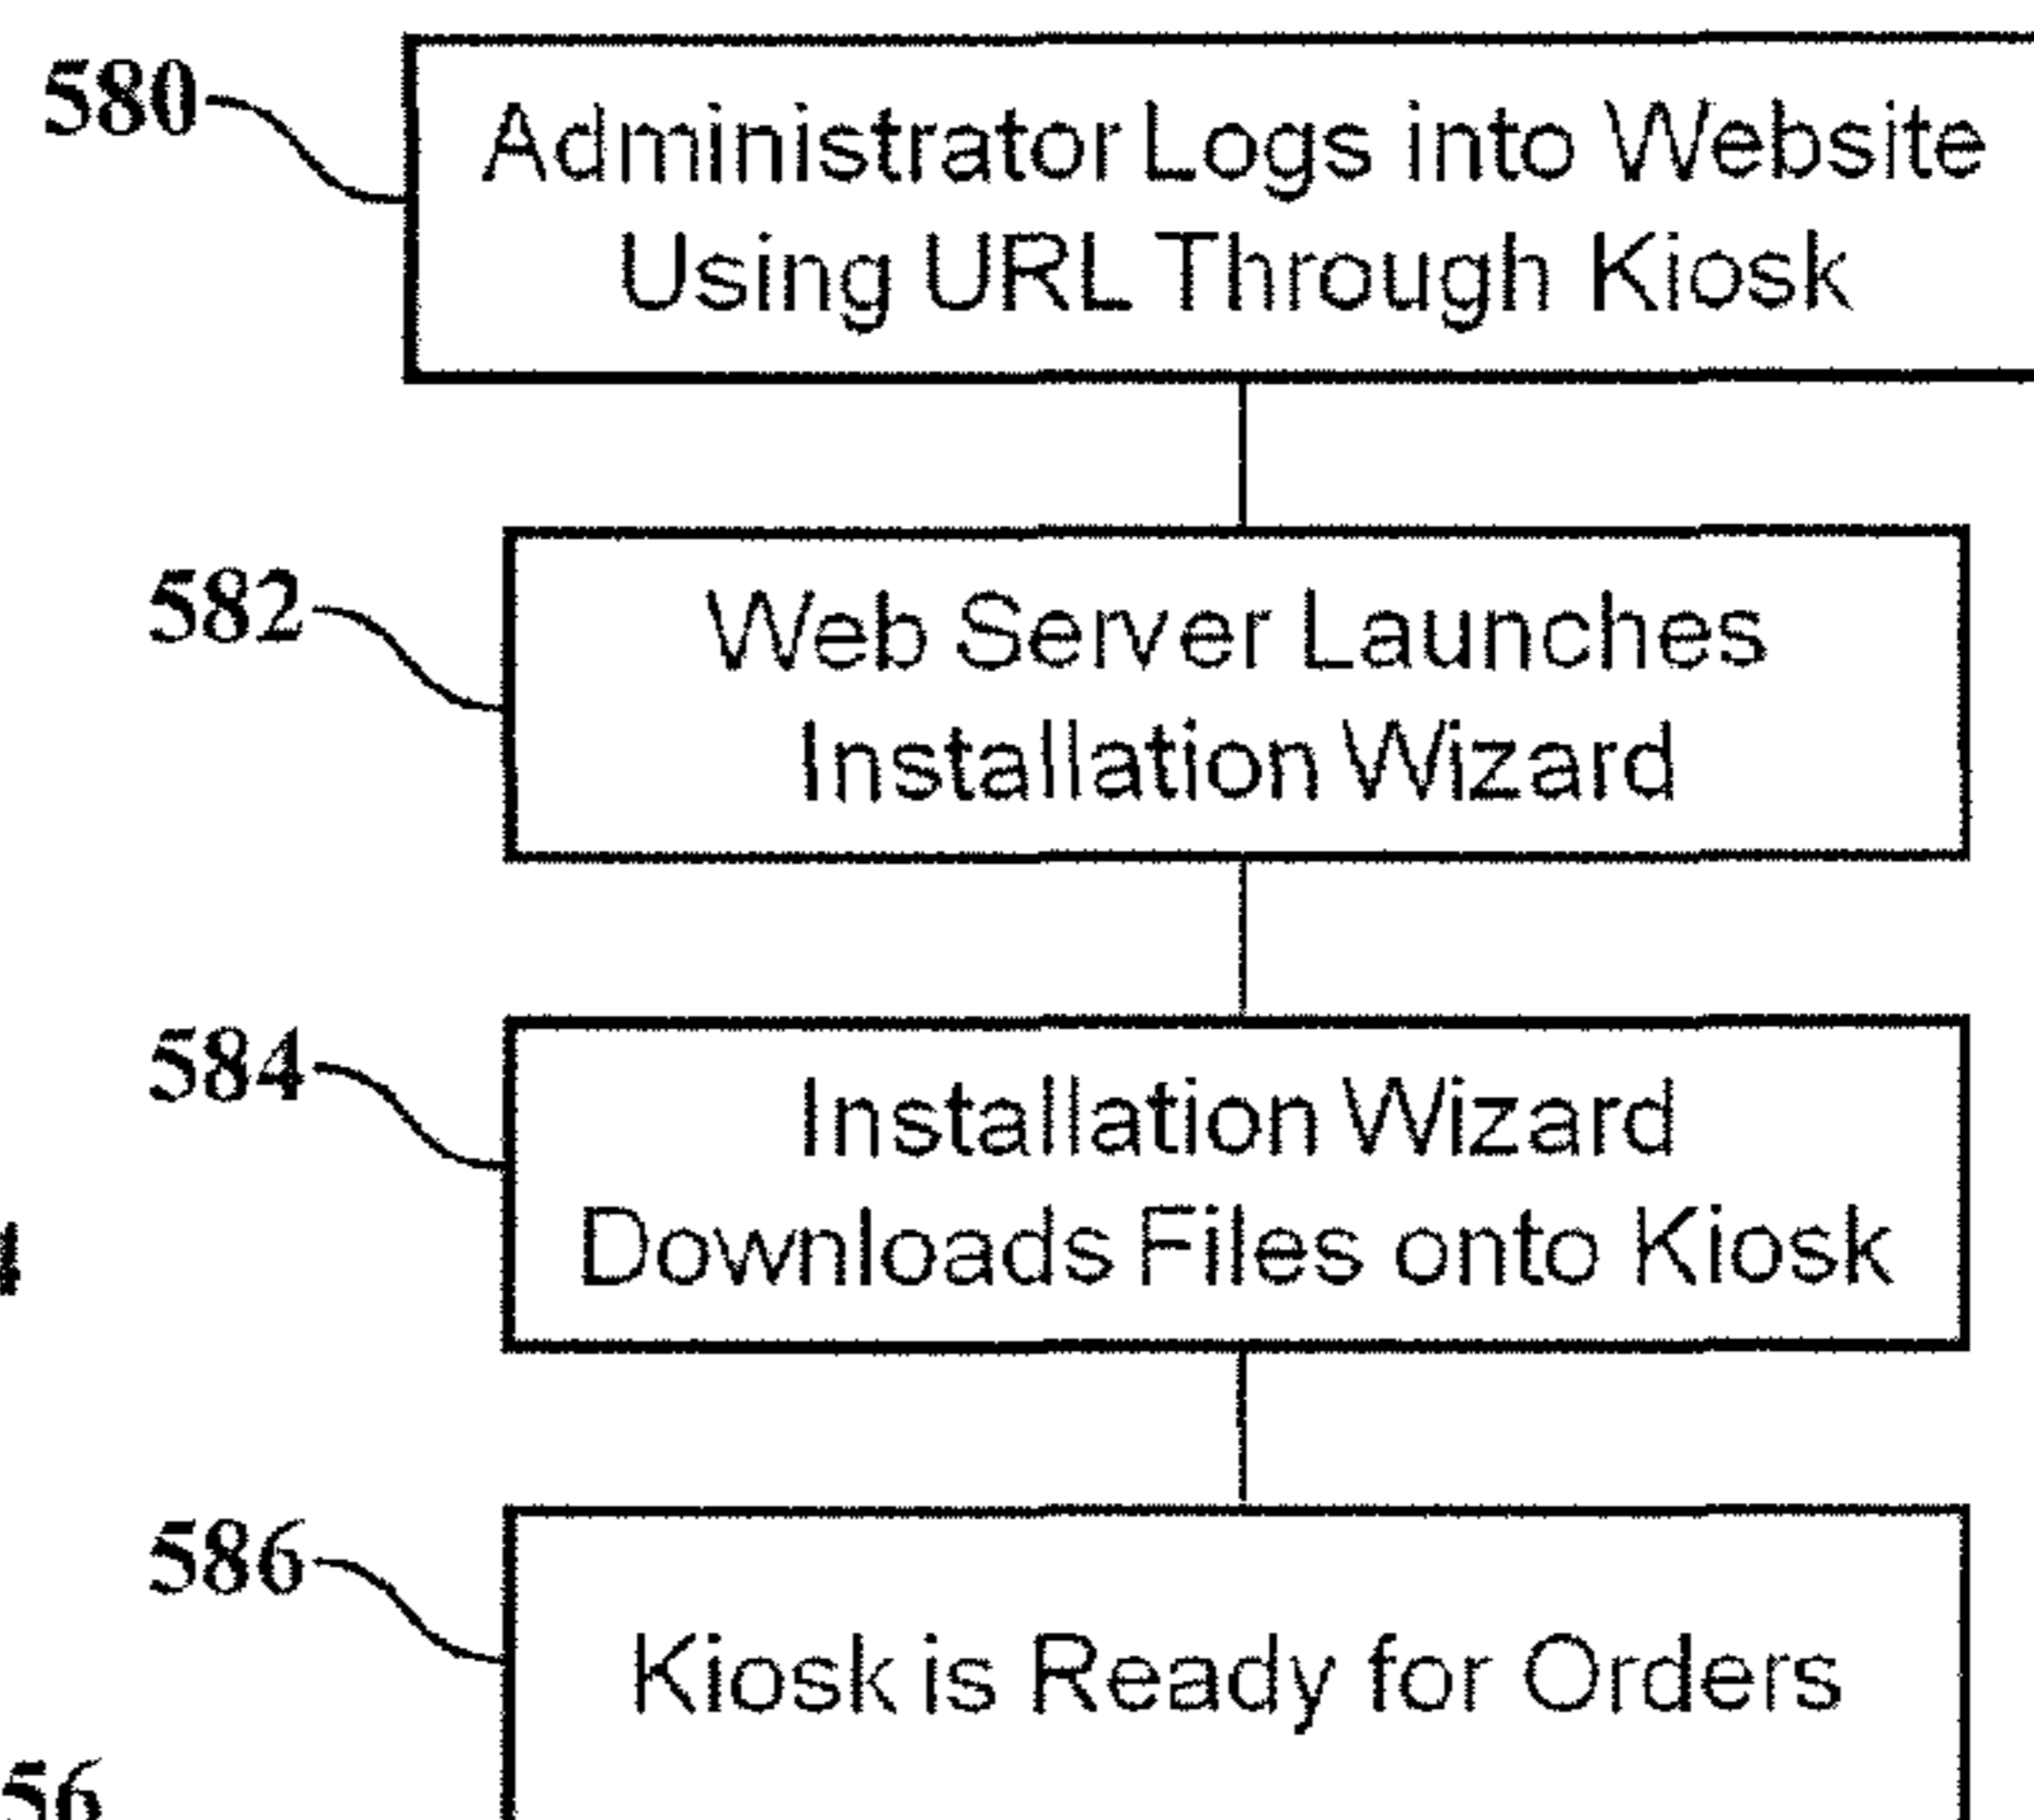 580
Administrator Logs into Website
Using URL Through Kiosk
582
Web Server Launches
Installation Wizard
584
Installation Wizard
Downloads Files onto Kiosk
586
Kiosk is Ready for Orders
56